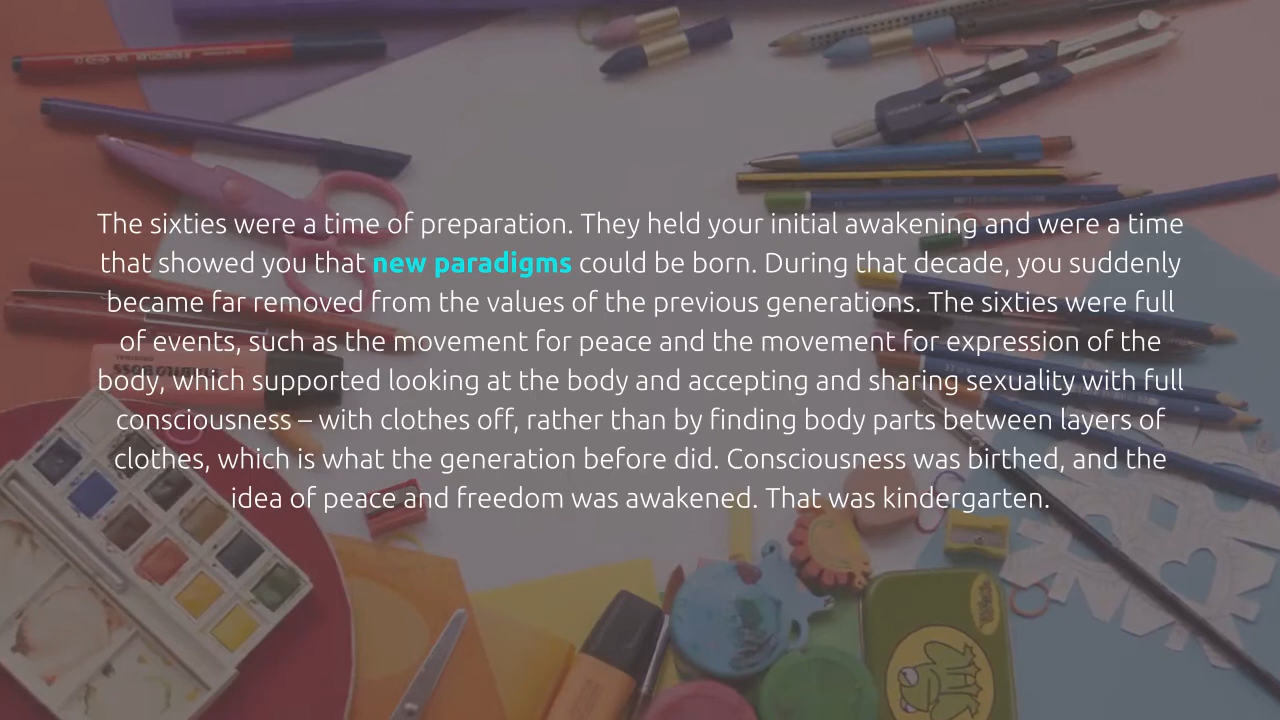 The sixties were a time of preparation. They held your initial awakening and were a time
that showed you that new paradigms could be born. During that decade, you suddenly
became far removed from the values of the previous generations. The sixties were full
of events, such as the movement for peace and the movement for expression of the
body, which supported looking at the body and accepting and sharing sexuality with full
consciousness – with clothes off, rather than by finding body parts between layers of
clothes, which is what the generation before did. Consciousness was birthed, and the
idea of peace and freedom was awakened. That was kindergarten.